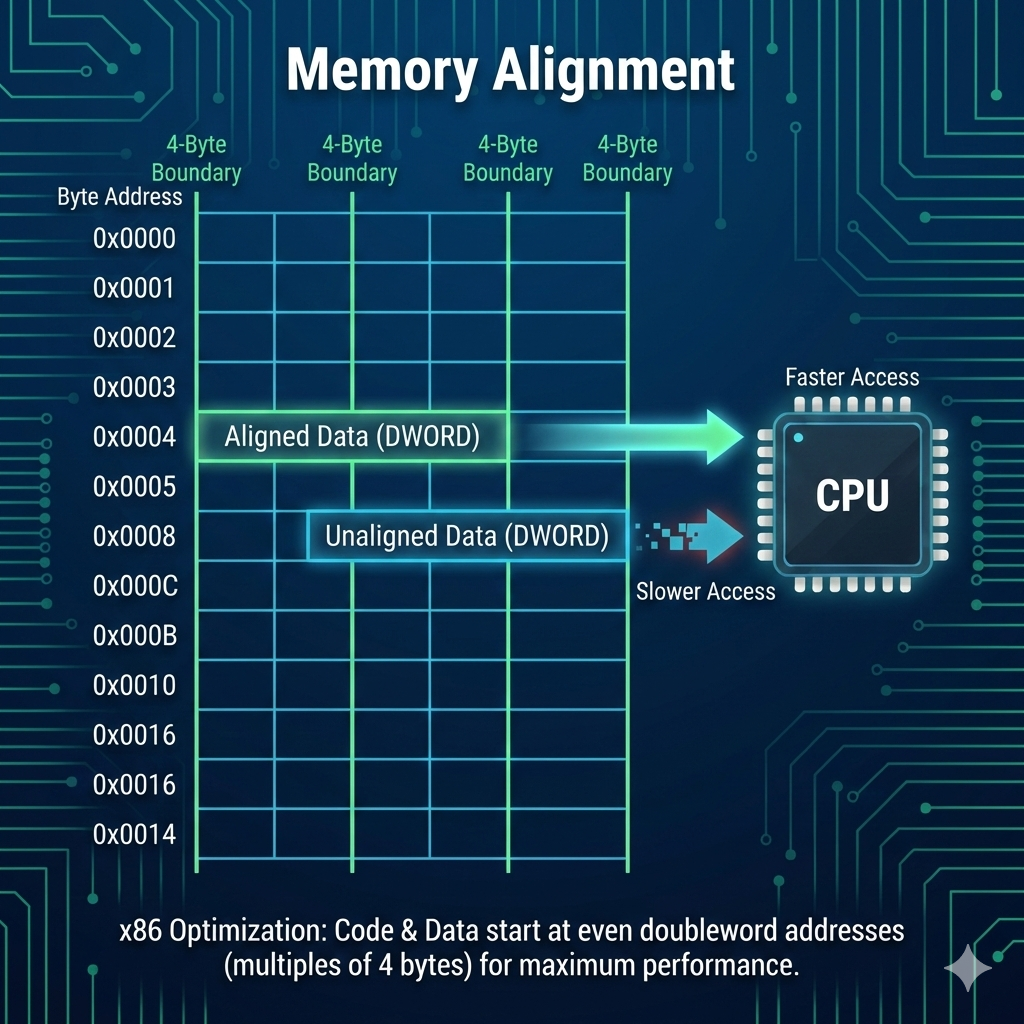 Memory Alignment
4-Byte
Boundary
4-Byte
Boundary
4-Byte
Boundary
4-Byte
Boundary
Byte Address
0x0000
0x0001
0x0002
0x0003
0x0004
0x0005
0x0008
0x000C
0x000B
0x0010
0x0016
0x0016
0x0014
Aligned Data (DWORD)
Unaligned Data (DWORD)
Faster Access
CPU
Slower Access
x86 Optimization: Code & Data start at even doubleword addresses
(multiples of 4 bytes) for maximum performance.